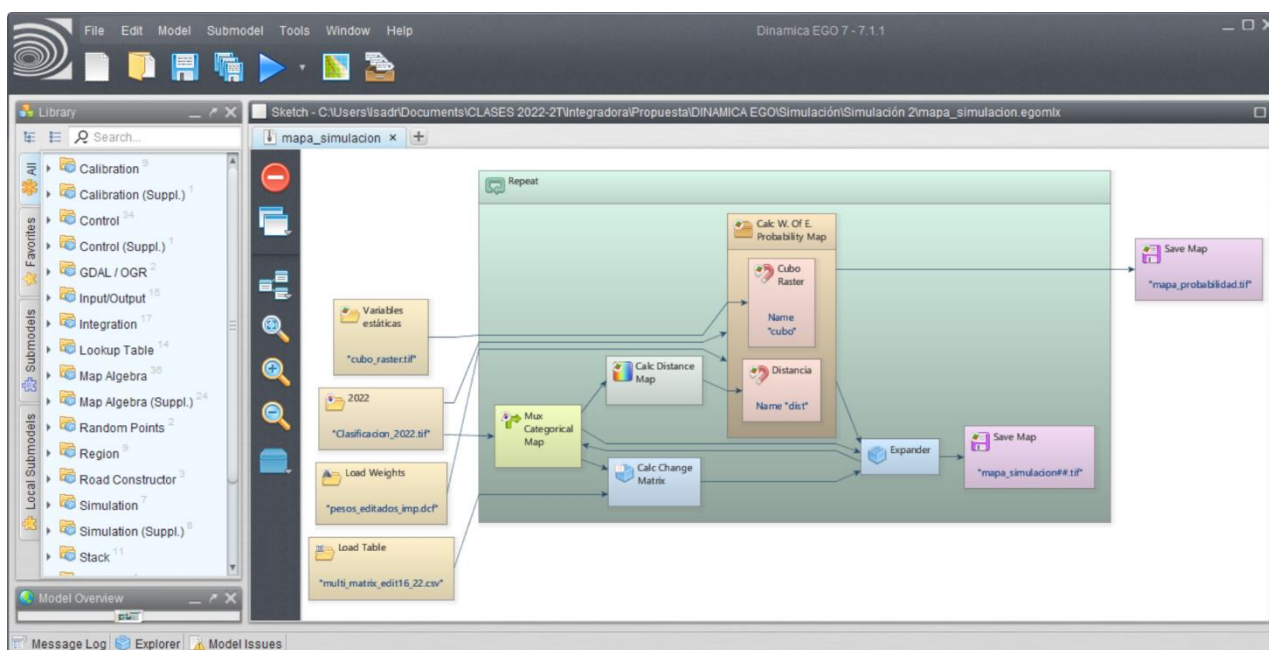 File Edit Model Submodel Tools Window Help
Dinamica EGO 7 - 7.1.1
Library
Sketch - C:\Users\Isadr\Documents\CLASES 2022-2T\Integradora\Propuesta\DINAMICA EGO\Simulación\Simulación 2\mapa_simulacion.egomlx
Search...
mapa_simulacion
All
Favorites
Submodels
Local Submodels
Calibration 9
Calibration (Suppl.) 1
Control 34
Control (Suppl.) 1
GDAL / OGR 2
Input/Output 16
Integration 17
Lookup Table 14
Map Algebra 36
Map Algebra (Suppl.) 24
Random Points 2
Region 9
Road Constructor 3
Simulation 7
Simulation (Suppl.) 8
Stack 11
Model Overview
Message Log
Explorer
Model Issues
Repeat
Variables
estáticas
"cubo_raster.tif"
2022
"Clasificacion_2022.tif"
Load Weights
"pesos_editados_imp.dcf"
Load Table
"multi_matrix_edit16_22.csv"
Mux
Categorical
Map
Calc Distance
Map
Calc Change
Matrix
Calc W. Of E.
Probability Map
Cubo
Raster
Name
"cubo"
Distancia
Name "dist"
Expander
Save Map
"mapa_simulacion##.tif"
Save Map
"mapa_probabilidad.tif"